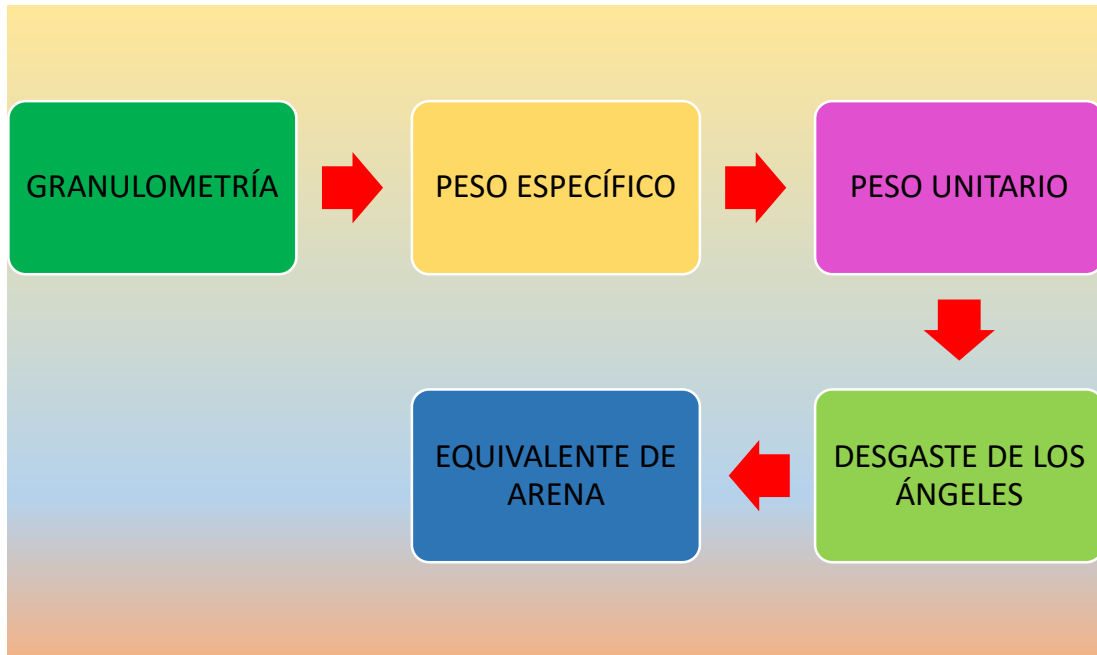 GRANULOMETRÍA
PESO ESPECÍFICO
PESO UNITARIO
DESGASTE DE LOS
ÁNGELES
EQUIVALENTE DE
ARENA